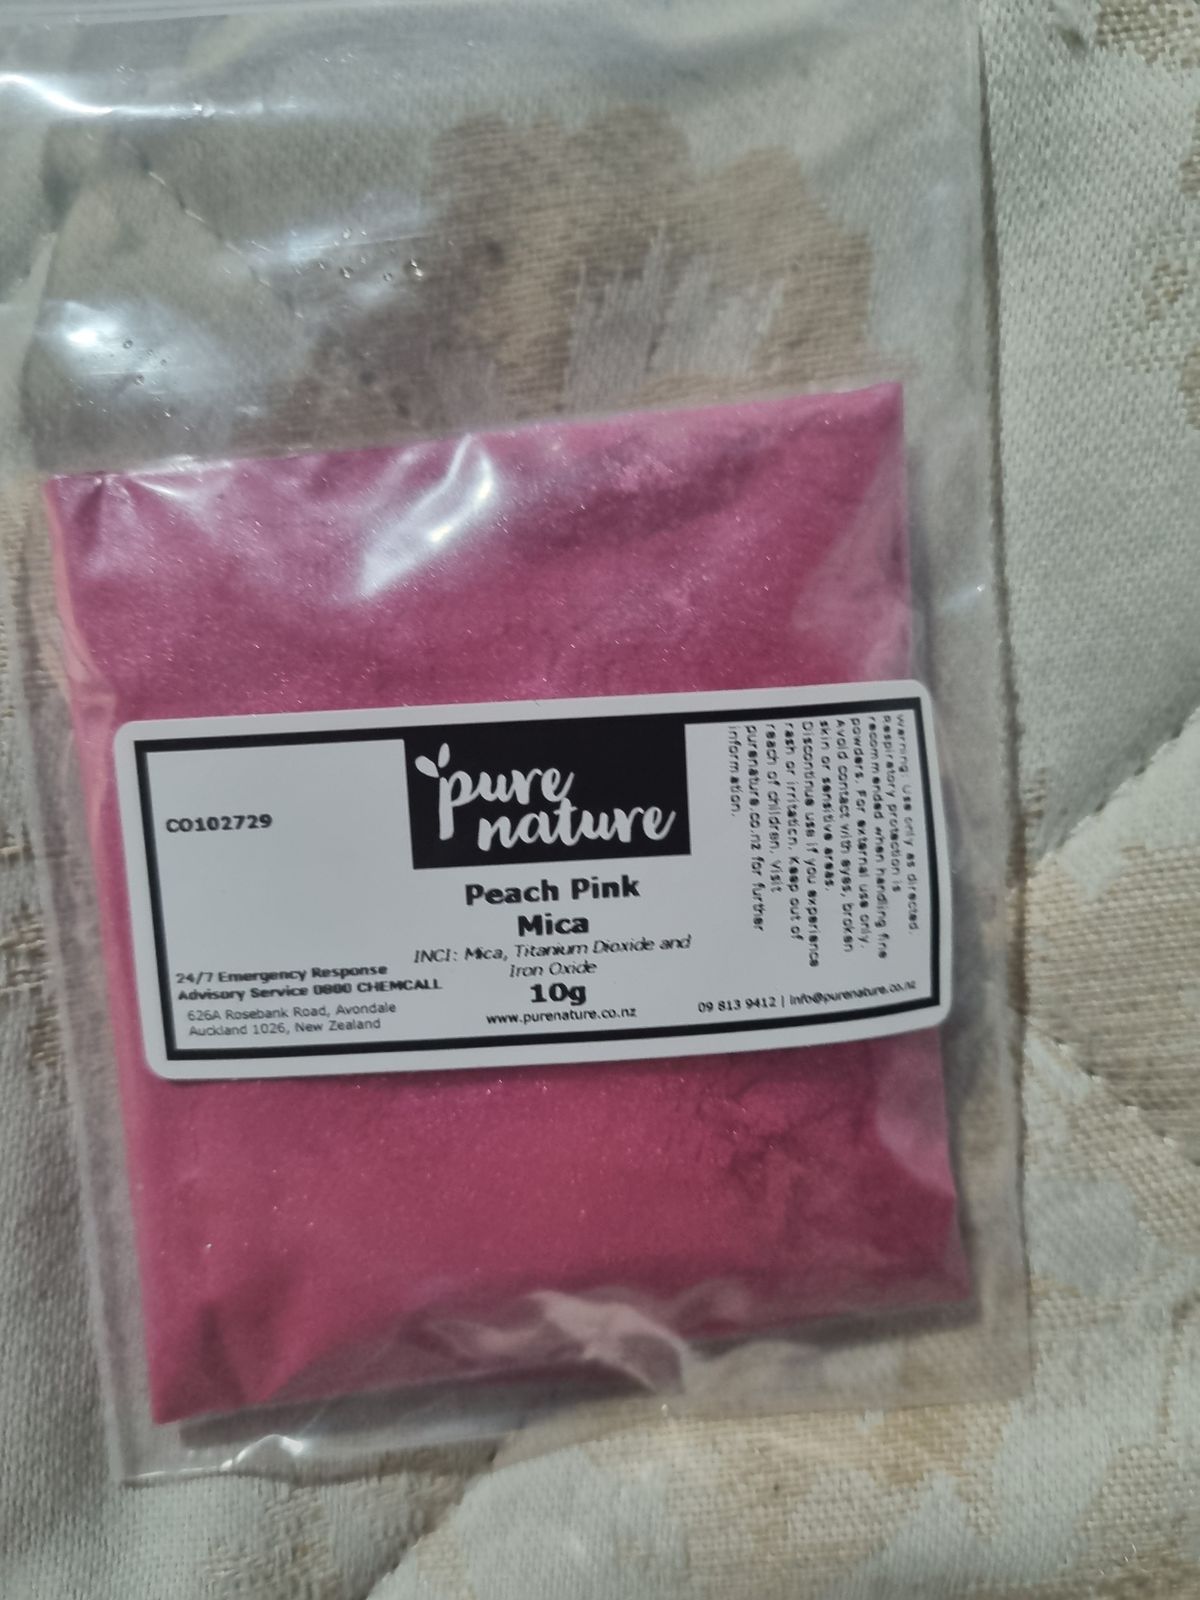 CO102729
pure
nature
Peach Pink
Mica
INCI: Mica, Titanium Dioxide and
Iron Oxide
10g
www.purenature.co.nz
24/7 Emergency Response
Advisory Service 0800 CHEMCALL
626A Rosebank Road, Avondale
Auckland 1026, New Zealand
09 813 9412 | info@purenature.co.nz
Warning: Use only as directed.
Respiratory protection is
recommended when handling fine
powders. For external use only.
Avoid contact with eyes, broken
skin or sensitive areas.
Discontinue use if you experience
rash or irritation. Keep out of
reach of children. Visit
purenature.co.nz for further
information.